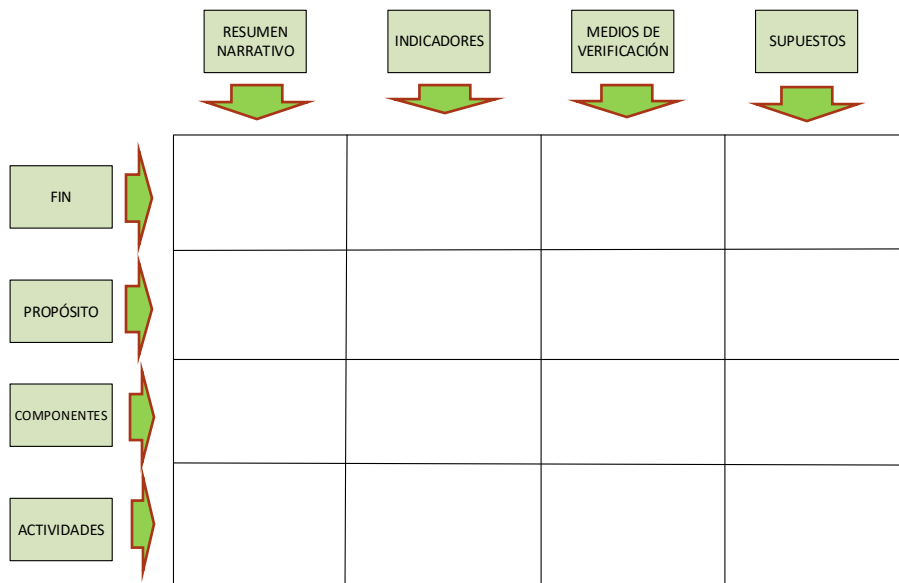 RESUMEN
NARRATIVO
INDICADORES
MEDIOS DE
VERIFICACIÓN
SUPUESTOS
FIN
PROPÓSITO
COMPONENTES
ACTIVIDADES